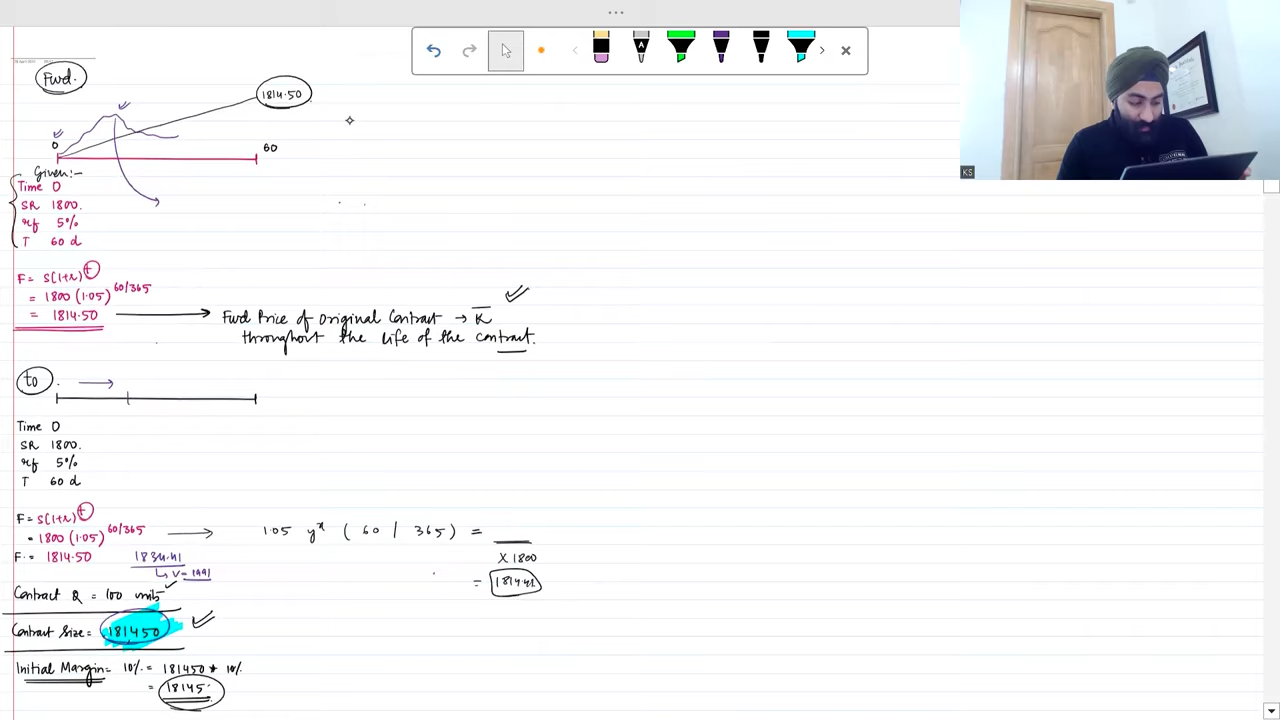 Fwd.
1814.50
0
60
Given:-
Time 0
SR 1800.
rf 5%
T 60 d
F = S(1+r)^t
= 1800 (1.05)^60/365
= 1814.50
Fwd Price of Original Contract → K
throughout the life of the contract.
to
Time 0
SR 1800.
rf 5%
T 60 d
F = S(1+r)^t
= 1800 (1.05)^60/365
1.05 y^x ( 60 / 365 ) =
F = 1814.50
X 1800
V = 1991
= 1814.41
Contract Q = 100 units
Contract Size = 181450
Initial Margin = 10% = 181450 * 10%
= 18145
A
KS